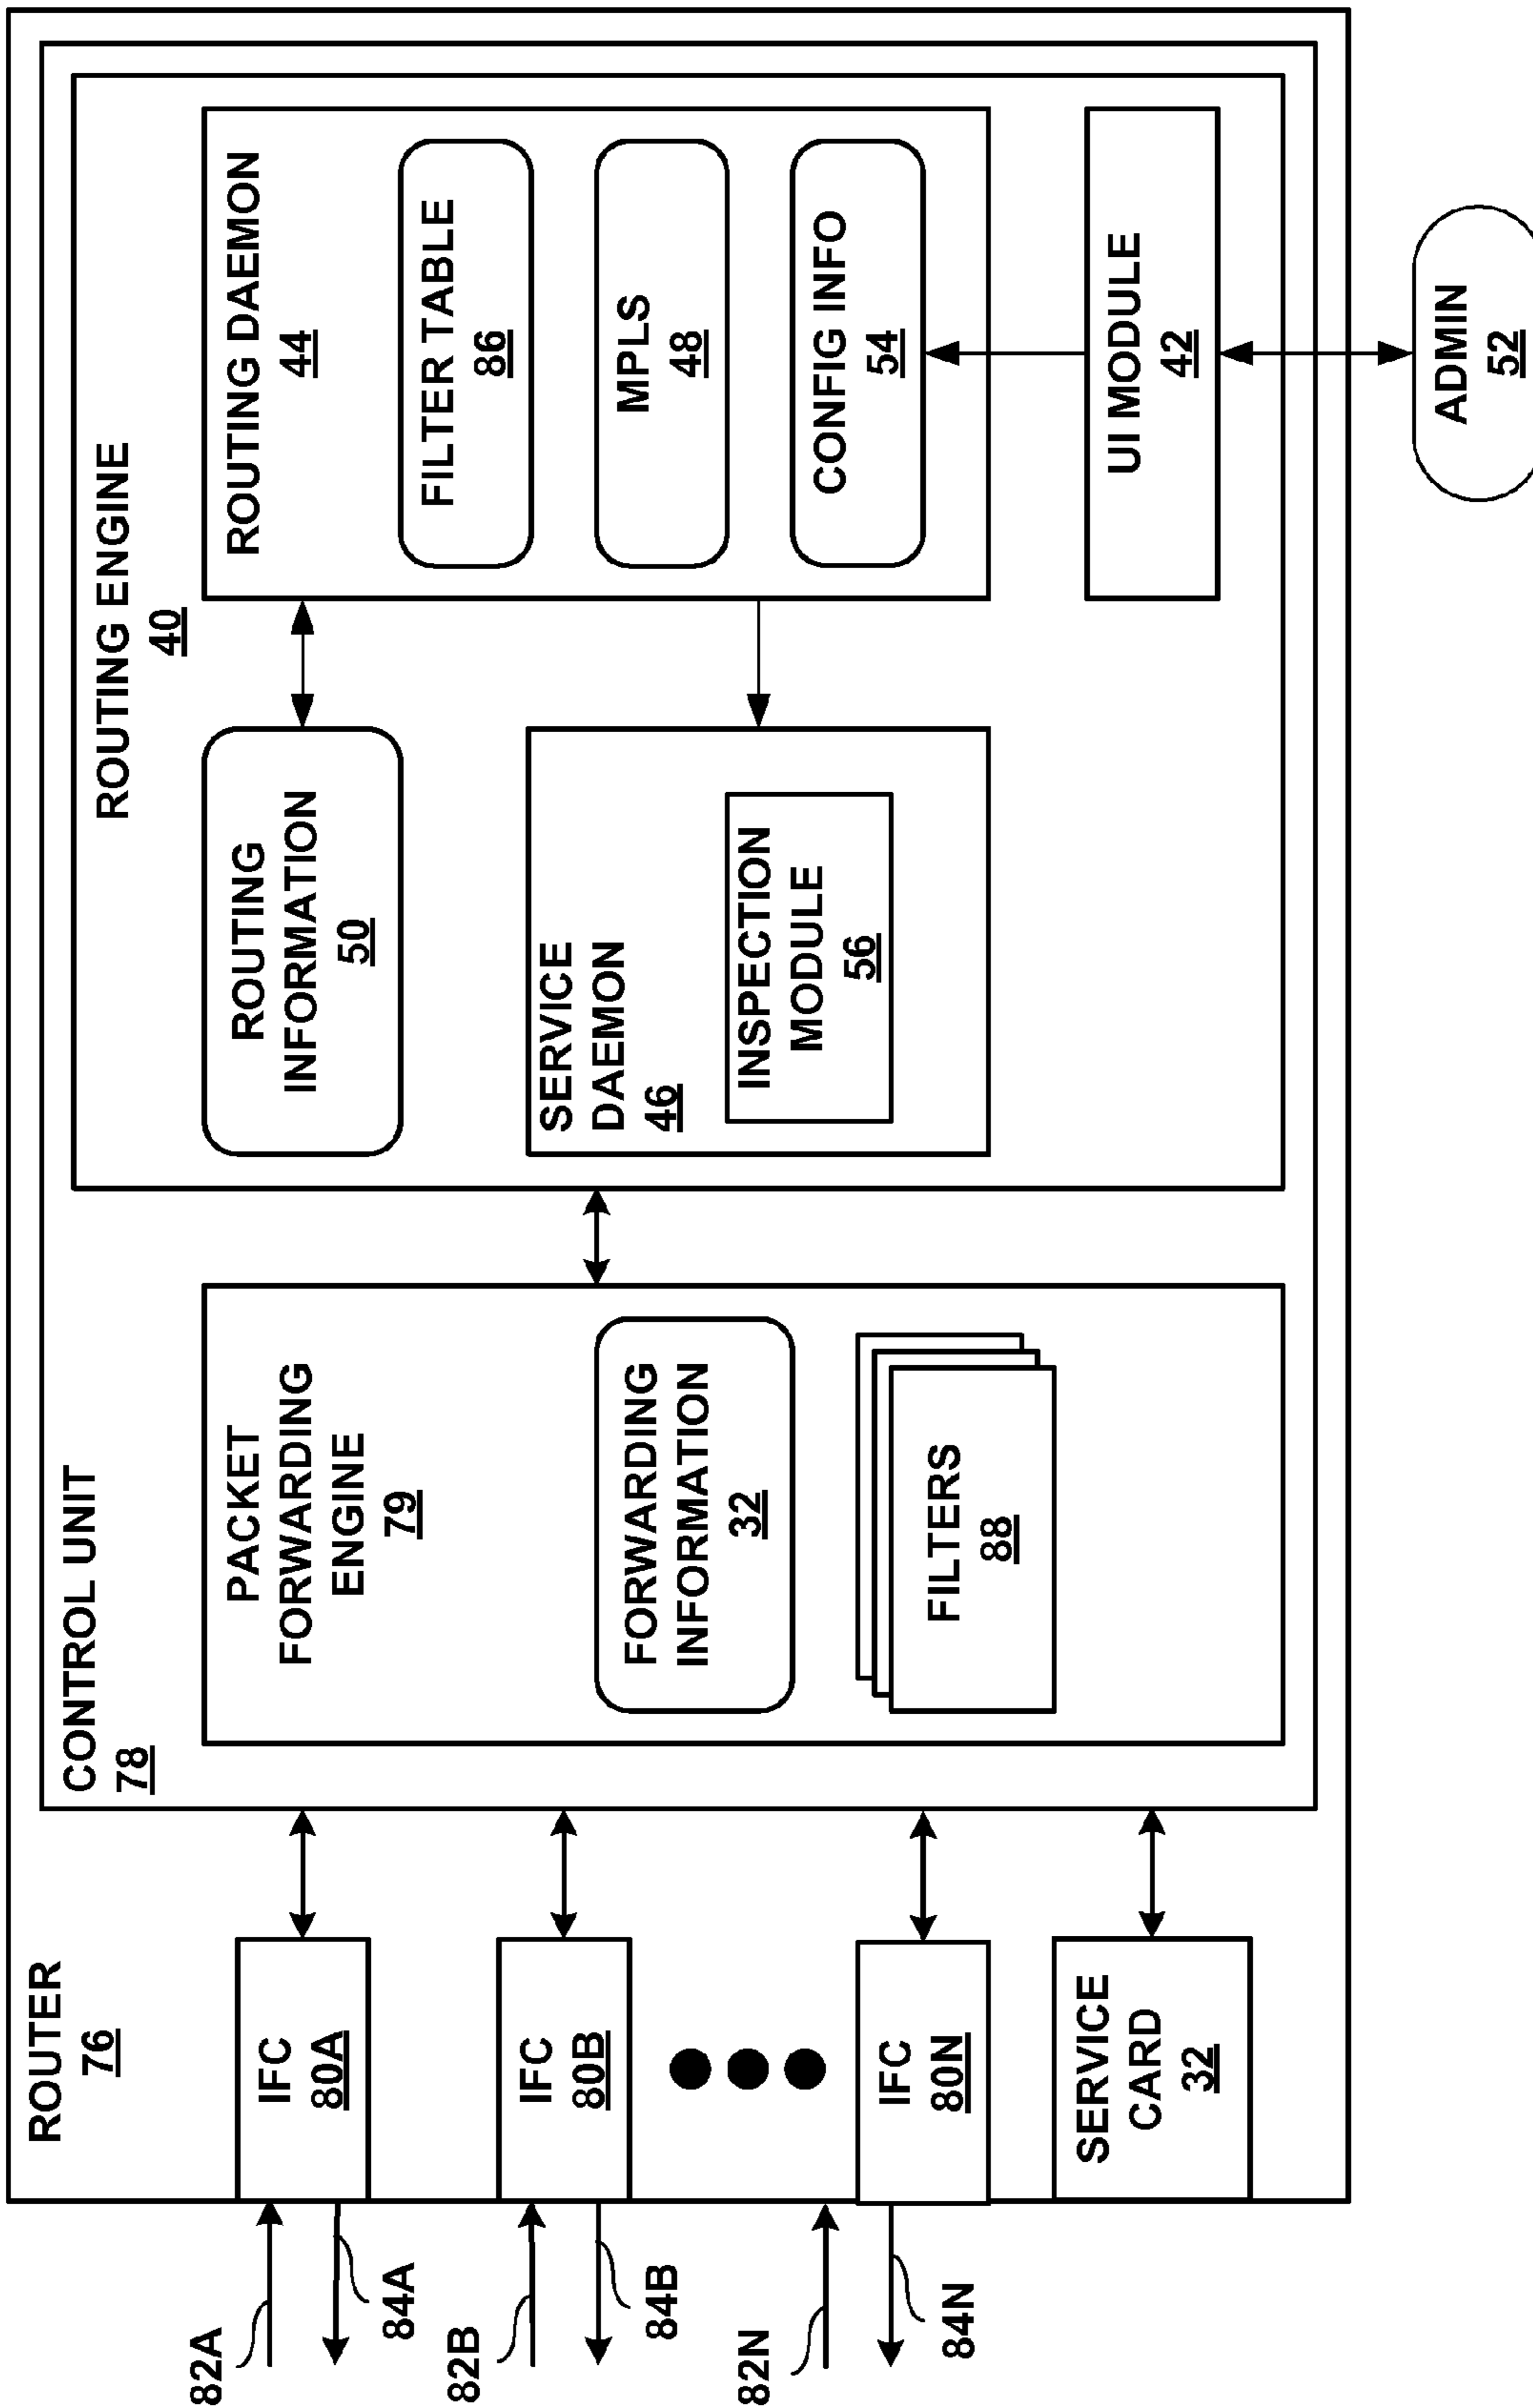 ROUTER
76
CONTROL UNIT
78
ROUTING ENGINE
40
82A
84A
IFC
80A
82B
84B
IFC
80B
82N
84N
IFC
80N
SERVICE
CARD
32
PACKET
FORWARDING
ENGINE
79
FORWARDING
INFORMATION
32
FILTERS
88
ROUTING
INFORMATION
50
SERVICE
DAEMON
46
INSPECTION
MODULE
56
ROUTING DAEMON
44
FILTER TABLE
86
MPLS
48
CONFIG INFO
54
UI MODULE
42
ADMIN
52